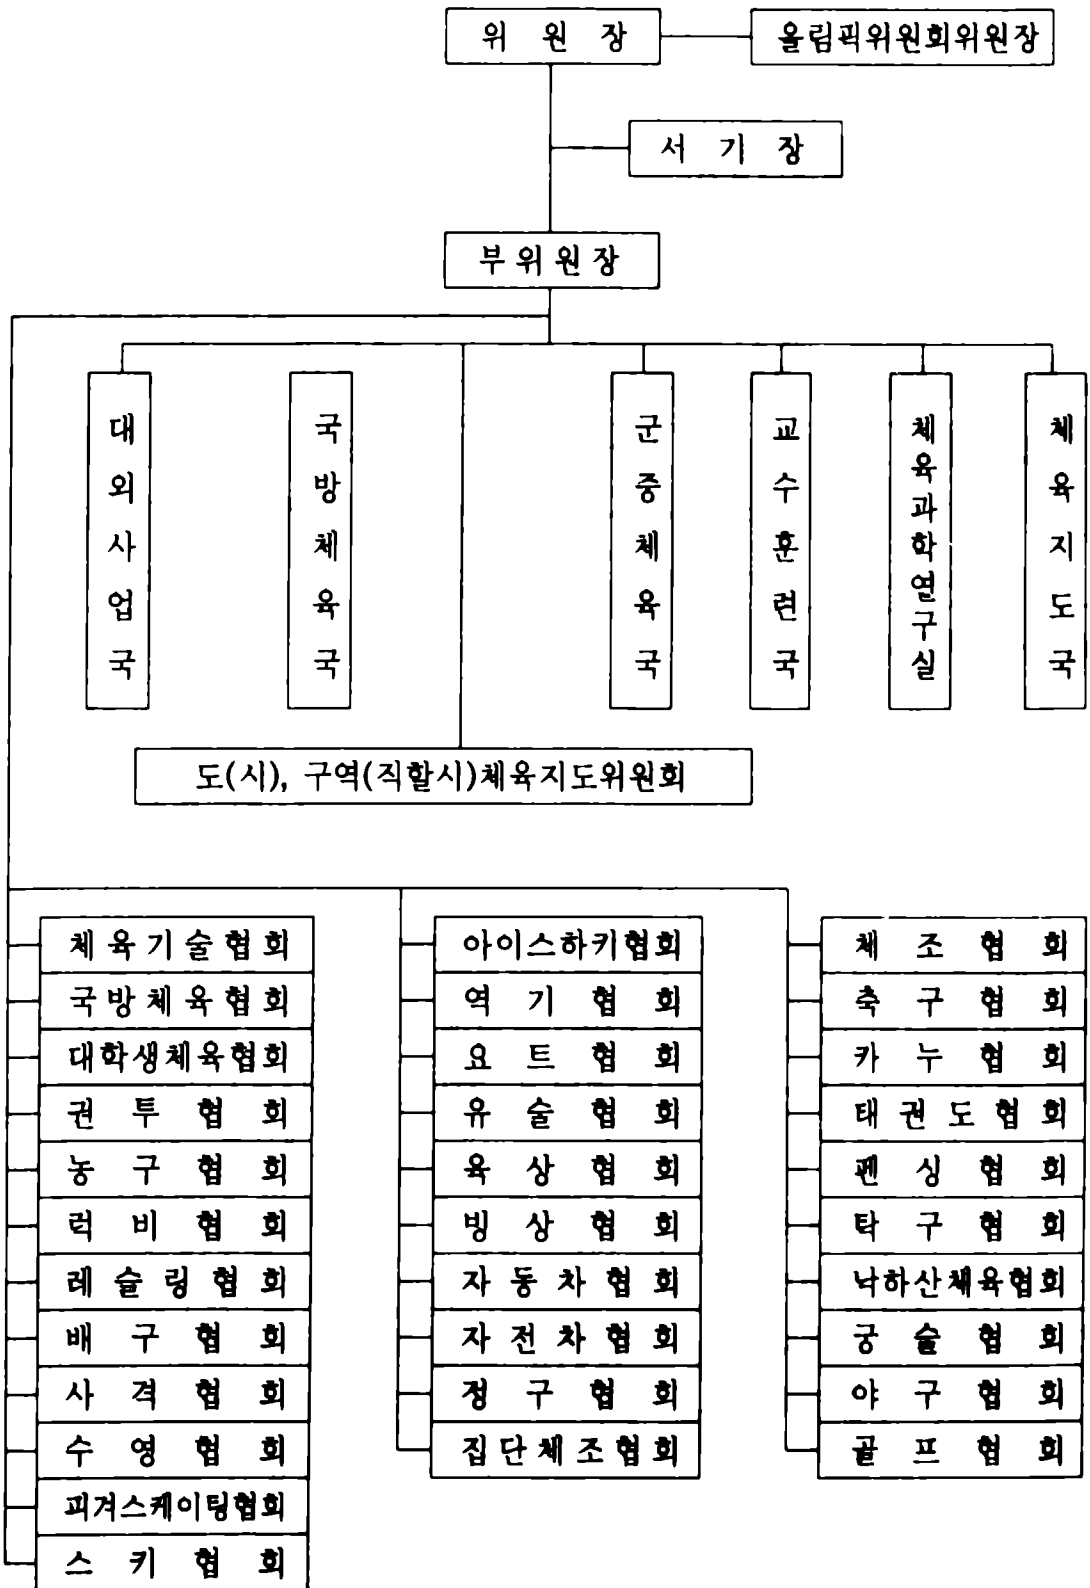 위원장
올림픽위원회위원장
서기장
부위원장
대외사업국
국방체육국
군중체육국
교수훈련국
체육과학연구실
체육지도국
도(시), 구역(직할시)체육지도위원회
체육기술협회
국방체육협회
대학생체육협회
권투협회
농구협회
럭비협회
레슬링협회
배구협회
사격협회
수영협회
피겨스케이팅협회
스키협회
아이스하키협회
역기협회
요트협회
유술협회
육상협회
빙상협회
자동차협회
자전차협회
정구협회
집단체조협회
체조협회
축구협회
카누협회
태권도협회
펜싱협회
탁구협회
낙하산체육협회
궁술협회
야구협회
골프협회